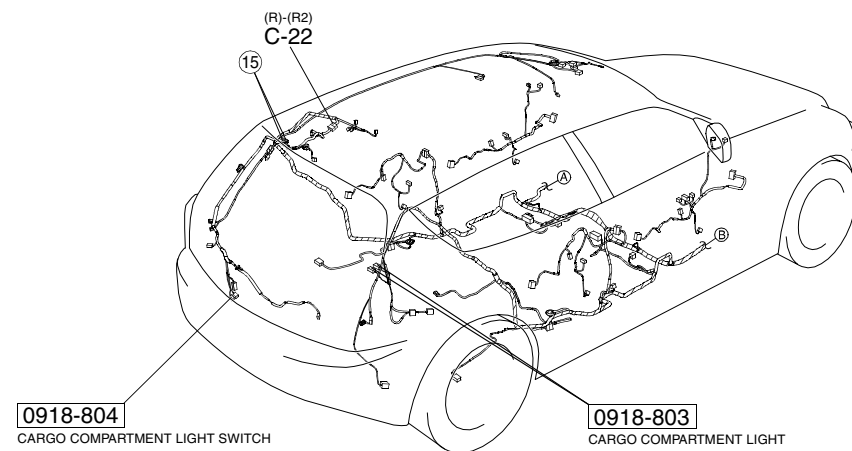 (R)-(R2)
C-22
15
A
B
0918-804
CARGO COMPARTMENT LIGHT SWITCH
0918-803
CARGO COMPARTMENT LIGHT